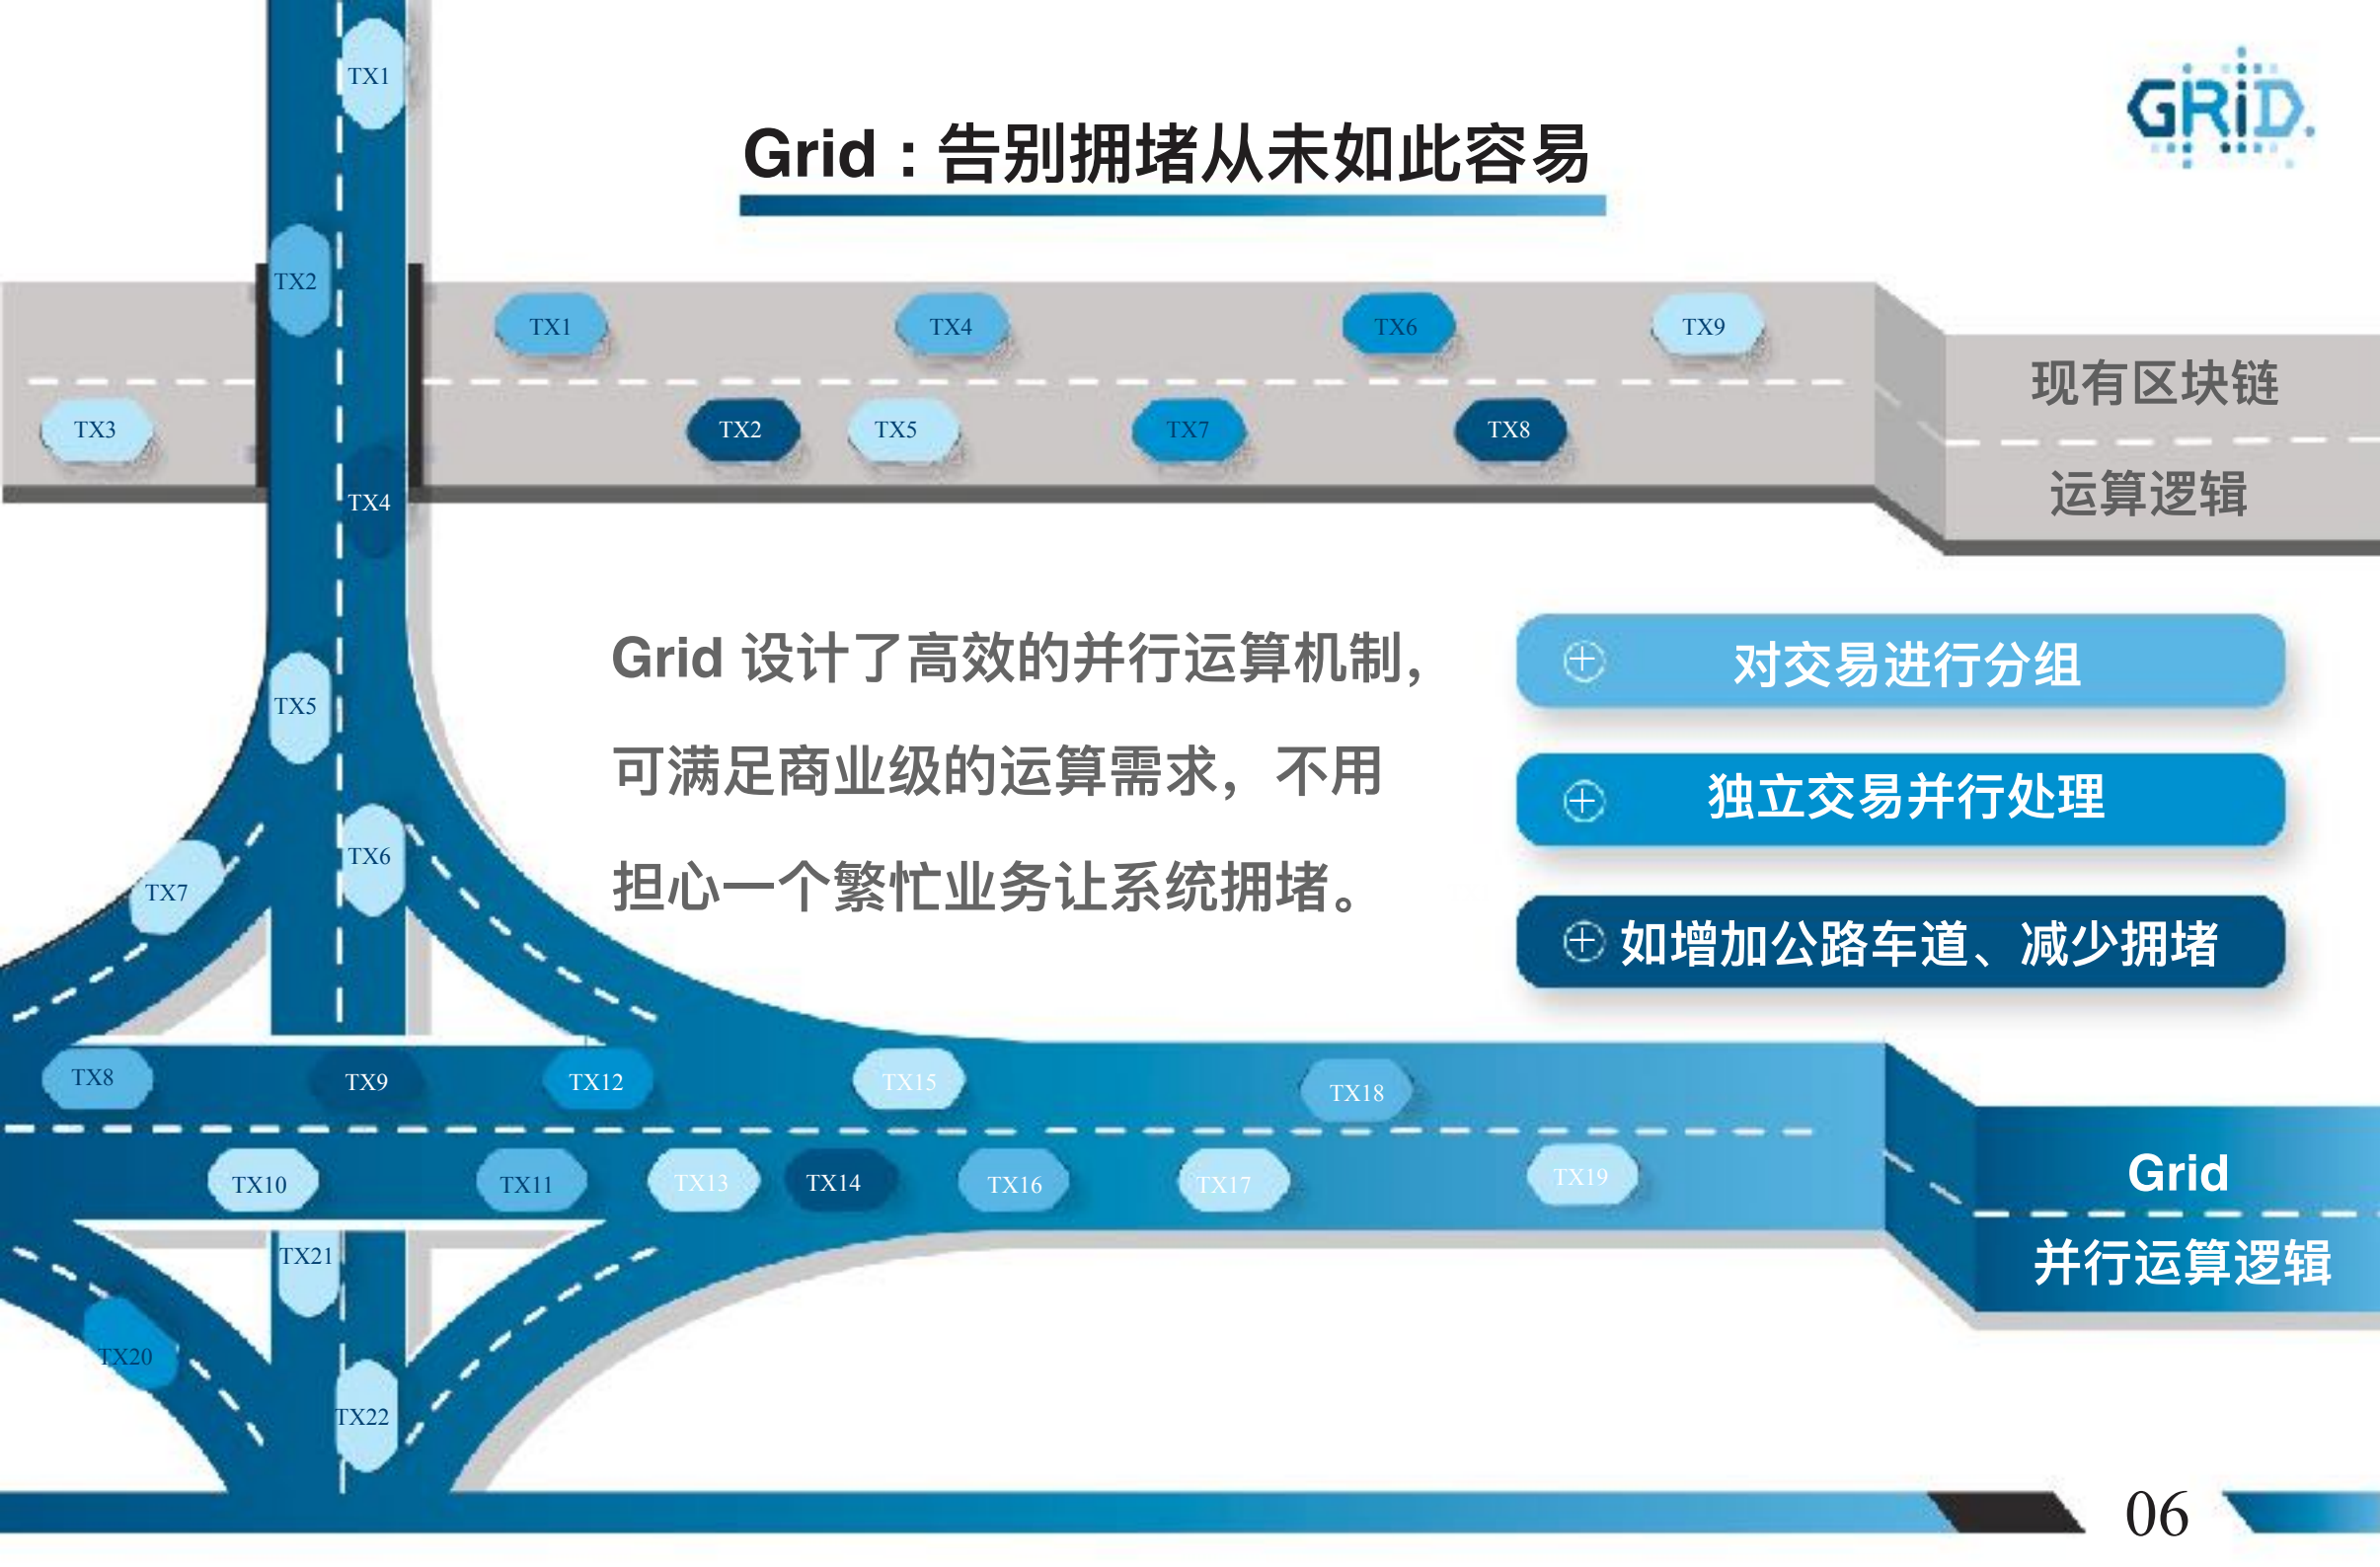 TX1
GRiD.
Grid : 告别拥堵从未如此容易
TX2
TX1
TX4
TX6
TX9
现有区块链
TX3
TX2
TX5
TX7
TX8
运算逻辑
TX4
Grid 设计了高效的并行运算机制，
可满足商业级的运算需求，不用
担心一个繁忙业务让系统拥堵。
对交易进行分组
独立交易并行处理
如增加公路车道、减少拥堵
TX5
TX6
TX7
TX8
TX9
TX12
TX15
TX18
TX10
TX11
TX13
TX14
TX16
TX17
TX19
Grid
并行运算逻辑
TX21
TX20
TX22
06